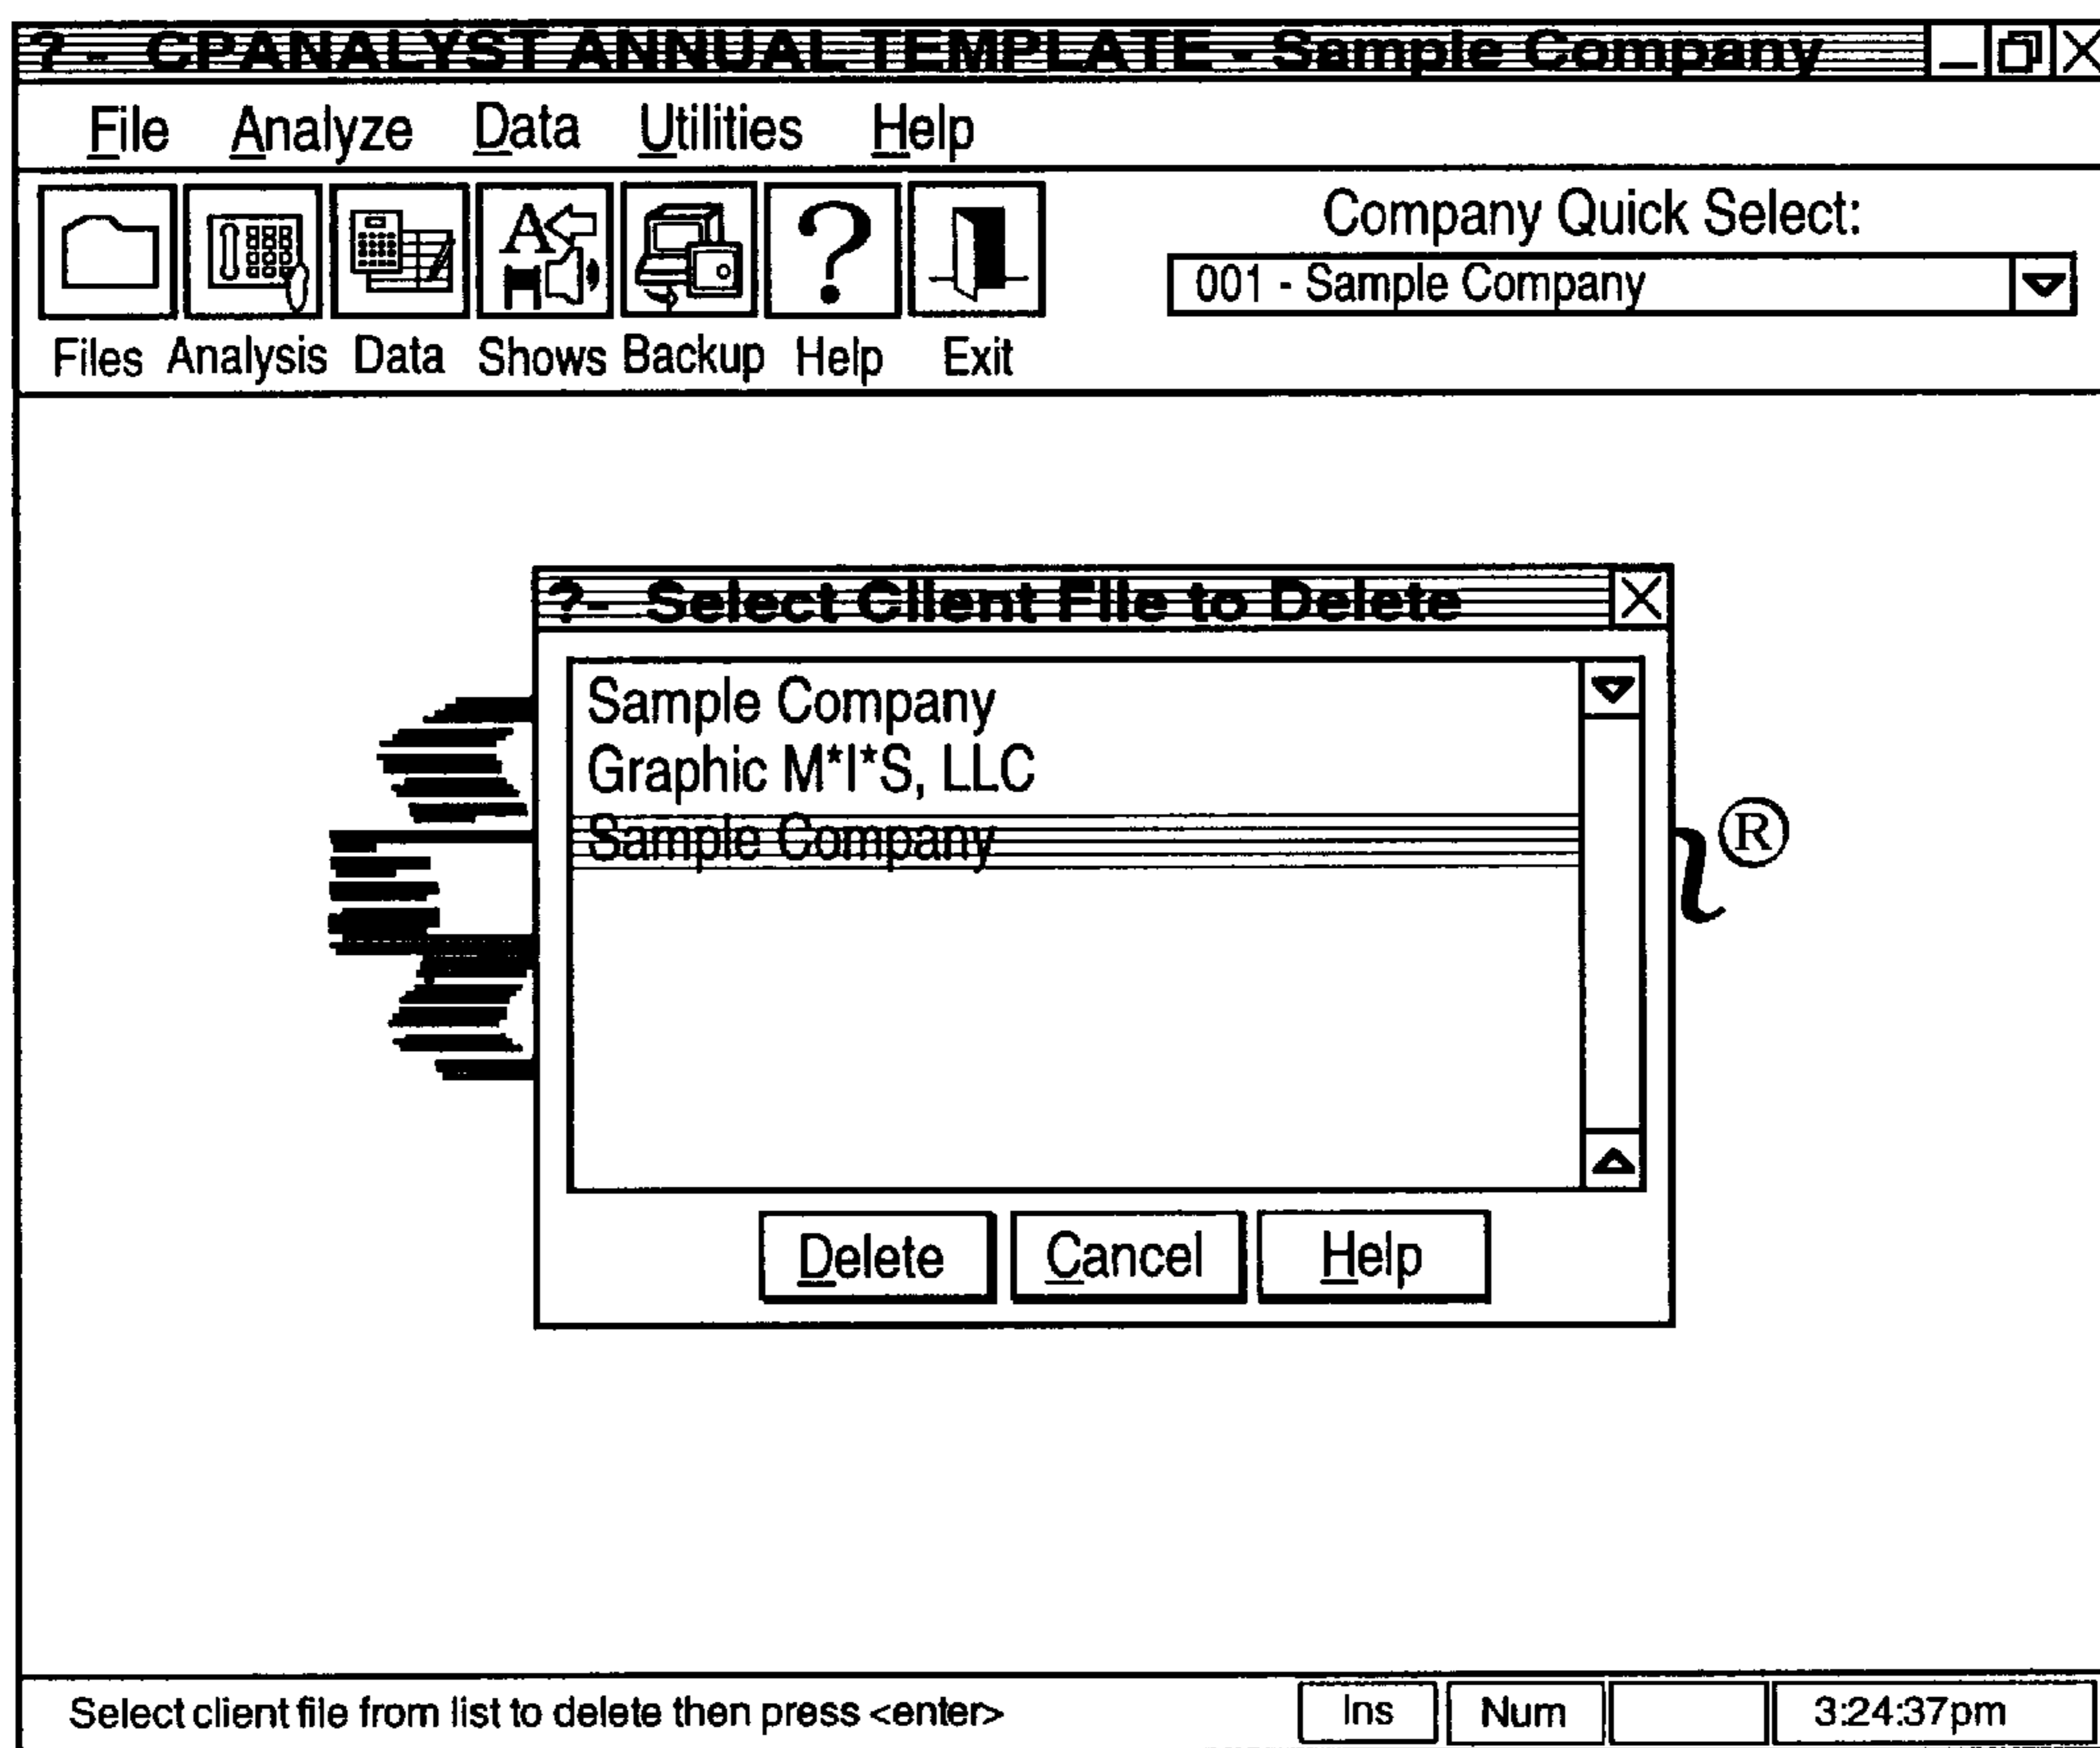 ? - CPANALYST ANNUAL TEMPLATE - Sample Company
File Analyze Data Utilities Help
Company Quick Select:
001 - Sample Company
Files Analysis Data Shows Backup Help Exit
?- Select Client File to Delete
Sample Company
Graphic M*I*S, LLC
Sample Company
®
Delete Cancel Help
Select client file from list to delete then press <enter> Ins Num 3:24:37pm